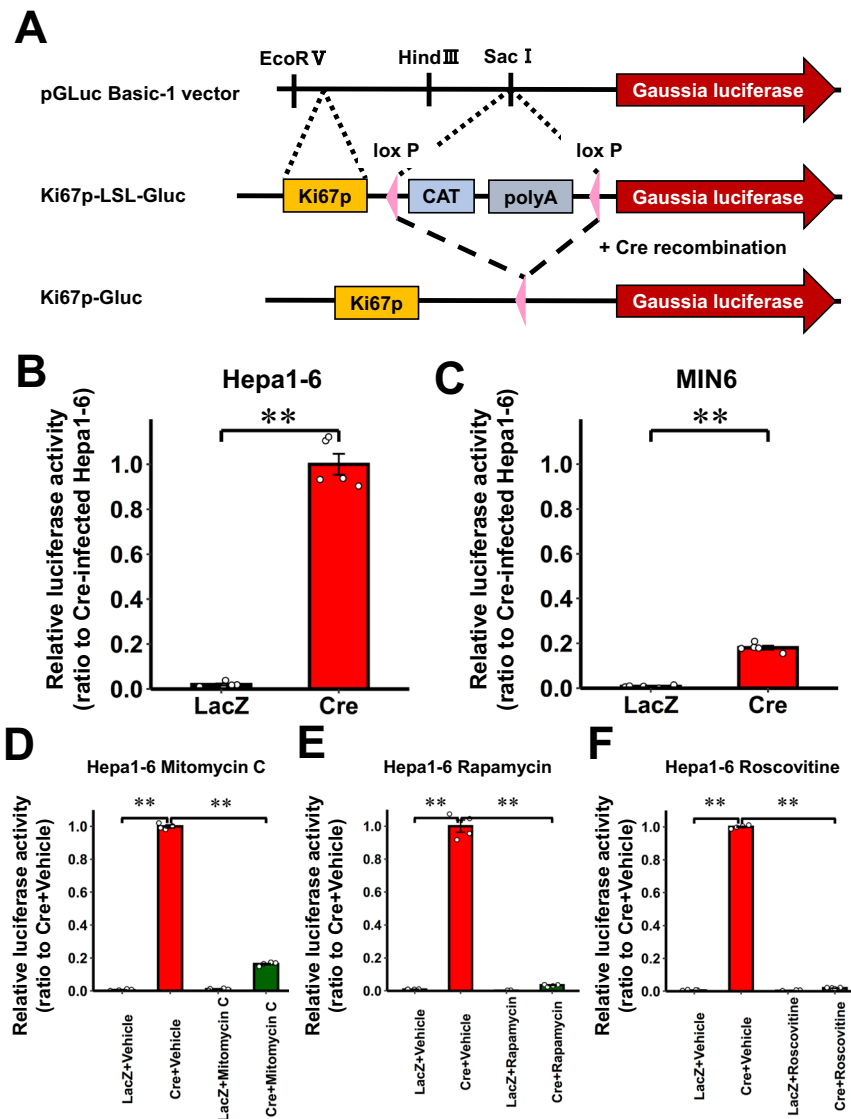 A
EcoRⅤ
HindⅢ
Sac Ⅰ
pGLuc Basic-1 vector
Gaussia luciferase
lox P
lox P
Ki67p-LSL-Gluc
Ki67p
CAT
polyA
Gaussia luciferase
+ Cre recombination
Ki67p-Gluc
Ki67p
Gaussia luciferase
B
Hepa1-6
Relative luciferase activity
(ratio to Cre-infected Hepa1-6)
**
1.0
0.8
0.6
0.4
0.2
0.0
LacZ
Cre
C
MIN6
Relative luciferase activity
(ratio to Cre-infected Hepa1-6)
**
1.0
0.8
0.6
0.4
0.2
0.0
LacZ
Cre
D
Hepa1-6 Mitomycin C
Relative luciferase activity
(ratio to Cre+Vehicle)
**
**
1.0
0.8
0.6
0.4
0.2
0.0
LacZ+Vehicle
Cre+Vehicle
LacZ+Mitomycin C
Cre+Mitomycin C
E
Hepa1-6 Rapamycin
Relative luciferase activity
(ratio to Cre+Vehicle)
**
**
1.0
0.8
0.6
0.4
0.2
0.0
LacZ+Vehicle
Cre+Vehicle
LacZ+Rapamycin
Cre+Rapamycin
F
Hepa1-6 Roscovitine
Relative luciferase activity
(ratio to Cre+Vehicle)
**
**
1.0
0.8
0.6
0.4
0.2
0.0
LacZ+Vehicle
Cre+Vehicle
LacZ+Roscovitine
Cre+Roscovitine